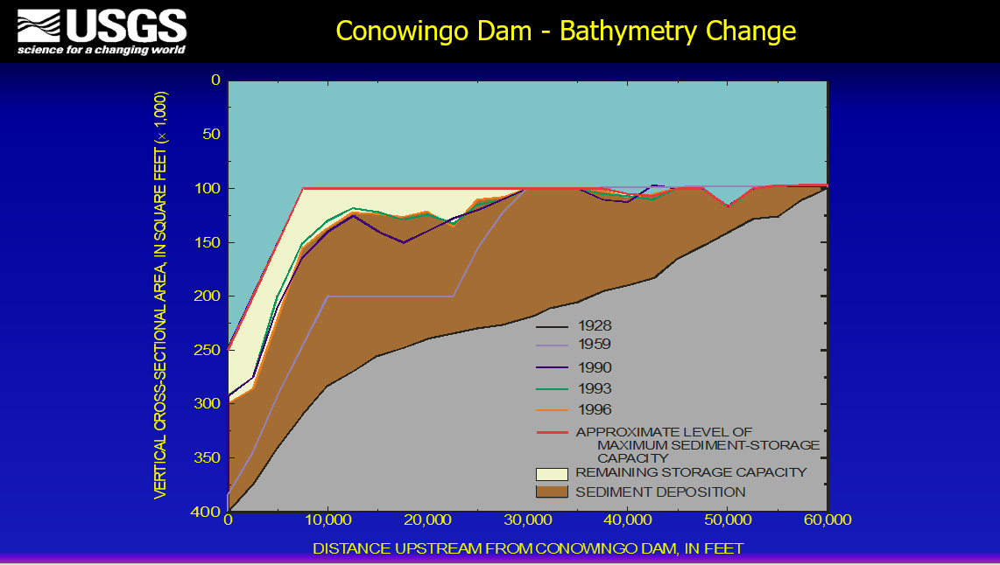 USGS
science for a changing world
Conowingo Dam - Bathymetry Change
VERTICAL CROSS-SECTIONAL AREA, IN SQUARE FEET (× 1,000)
0
50
100
150
200
250
300
350
400
1928
1959
1990
1993
1996
APPROXIMATE LEVEL OF
MAXIMUM SEDIMENT-STORAGE
CAPACITY
REMAINING STORAGE CAPACITY
SEDIMENT DEPOSITION
0 10,000 20,000 30,000 40,000 50,000 60,000
DISTANCE UPSTREAM FROM CONOWINGO DAM, IN FEET